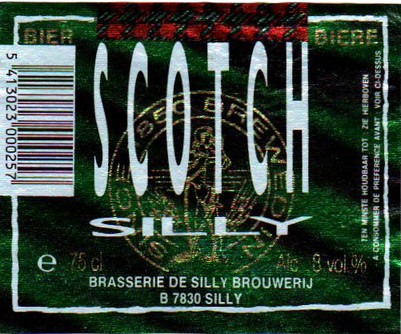 BIER
BIERE
SCOTCH
SILLY
e 75 cl
Alc 8 vol %
BRASSERIE DE SILLY BROUWERIJ
B 7830 SILLY
5 413023 000257
TEN MINSTE HOUDBAAR TOT ZIE HIERBOVEN
A CONSOMMER DE PREFERENCE AVANT VOIR CI-DESSUS